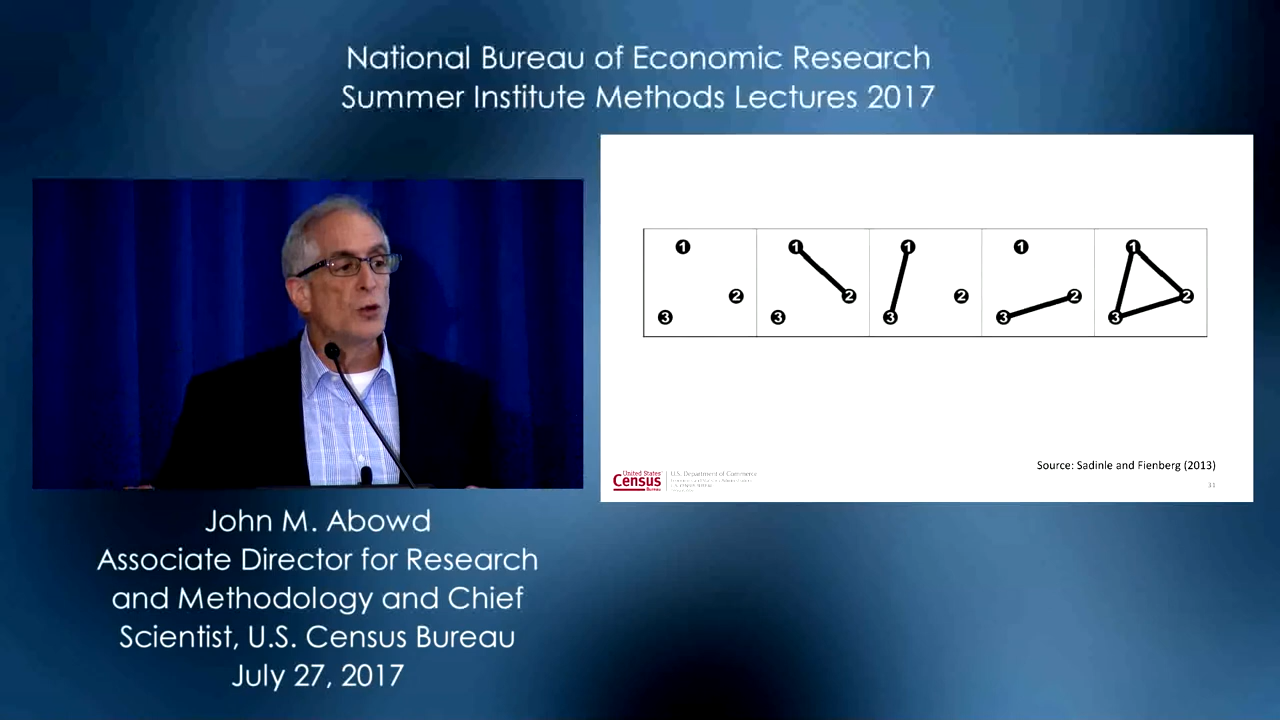 National Bureau of Economic Research
Summer Institute Methods Lectures 2017
1
2
3
1
2
3
1
2
3
1
2
3
1
2
3
Source: Sadinle and Fienberg (2013)
United States®
Census
Bureau
U.S. Department of Commerce
31
John M. Abowd
Associate Director for Research
and Methodology and Chief
Scientist, U.S. Census Bureau
July 27, 2017